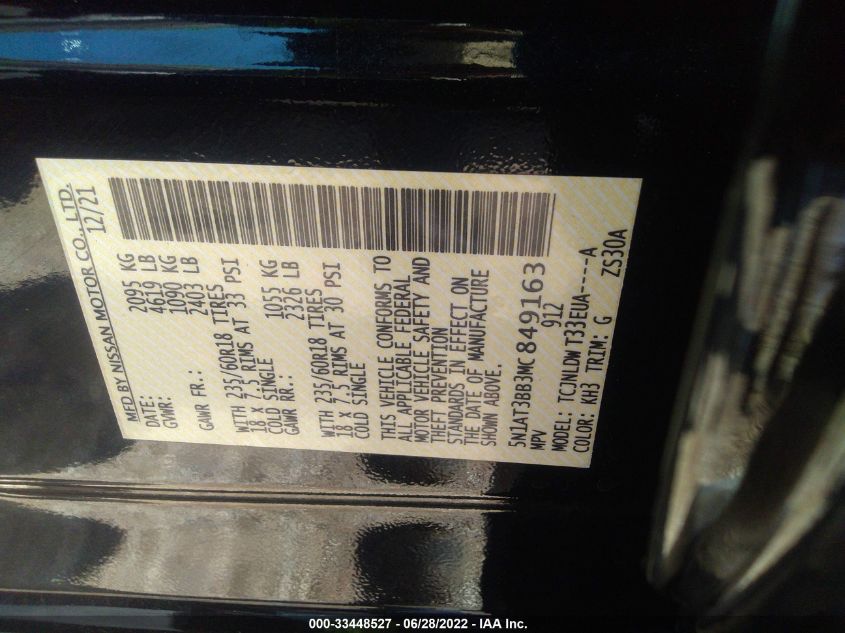 MFD BY NISSAN MOTOR CO., LTD.
DATE: 12/21
GVWR: 2095 KG
4619 LB
GAWR FR.: 1090 KG
2403 LB
WITH 235/60R18 TIRES
18 x 7.5 RIMS AT 33 PSI
COLD SINGLE
GAWR RR.: 1055 KG
2326 LB
WITH 235/60R18 TIRES
18 x 7.5 RIMS AT 30 PSI
COLD SINGLE
THIS VEHICLE CONFORMS TO
ALL APPLICABLE FEDERAL
MOTOR VEHICLE SAFETY AND
THEFT PREVENTION
STANDARDS IN EFFECT ON
THE DATE OF MANUFACTURE
SHOWN ABOVE.
5N1AT3BB3MC849163
MPV 912
MODEL: TCJNLDW T33EUA----A
COLOR: KH3 TRIM: G ZS30A
000-33448527 - 06/28/2022 - IAA Inc.